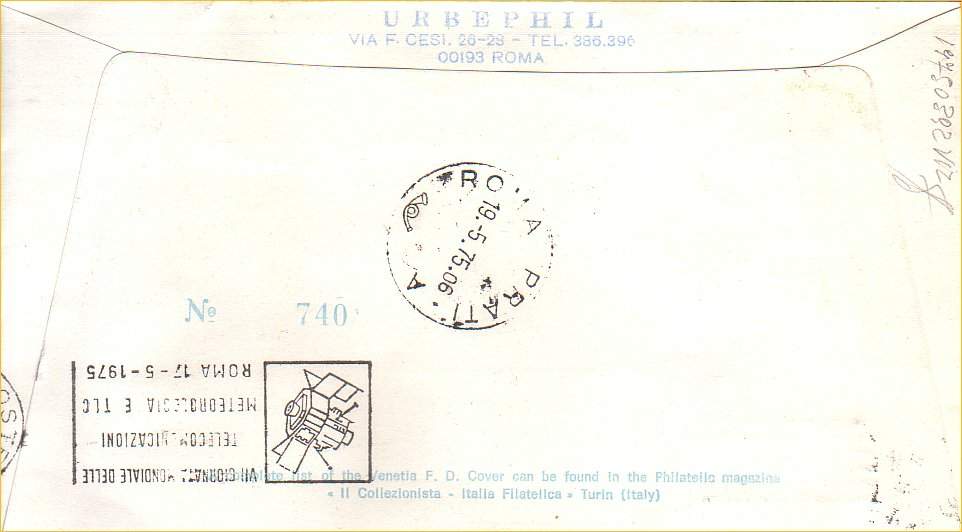 URBEPHIL
VIA F. CESI. 26-28 - TEL. 386.396
00193 ROMA
ROMA PRATI A
19.-5.75.06
Nº 740
VII GIORNATA MONDIALE DELLE
TELECOMUNICAZIONI
METEOROLOGIA E TLC
ROMA 17-5-1975
list of the Venetia F. D. Cover can be found in the Philatelic magazine
« Il Collezionista - Italia Filatelica » Turin (Italy)
OST